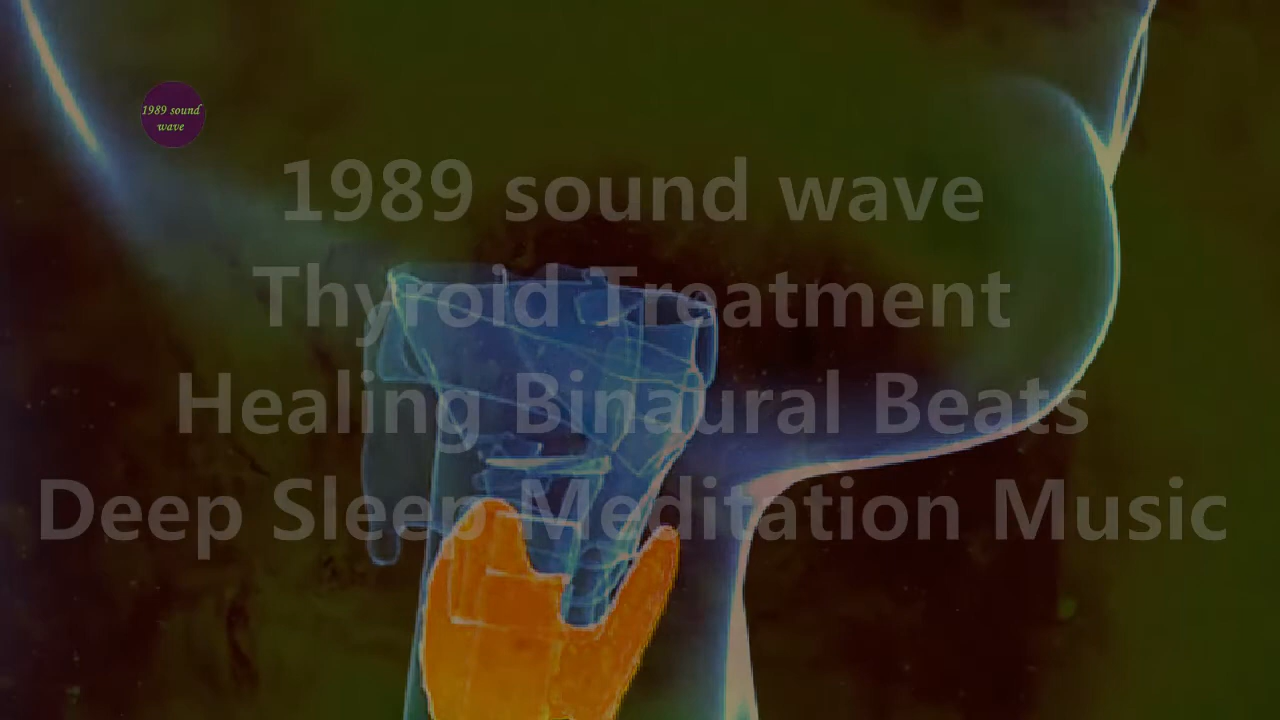 1989 sound
wave
1989 sound wave
Thyroid Treatment
Healing Binaural Beats
Deep Sleep Meditation Music